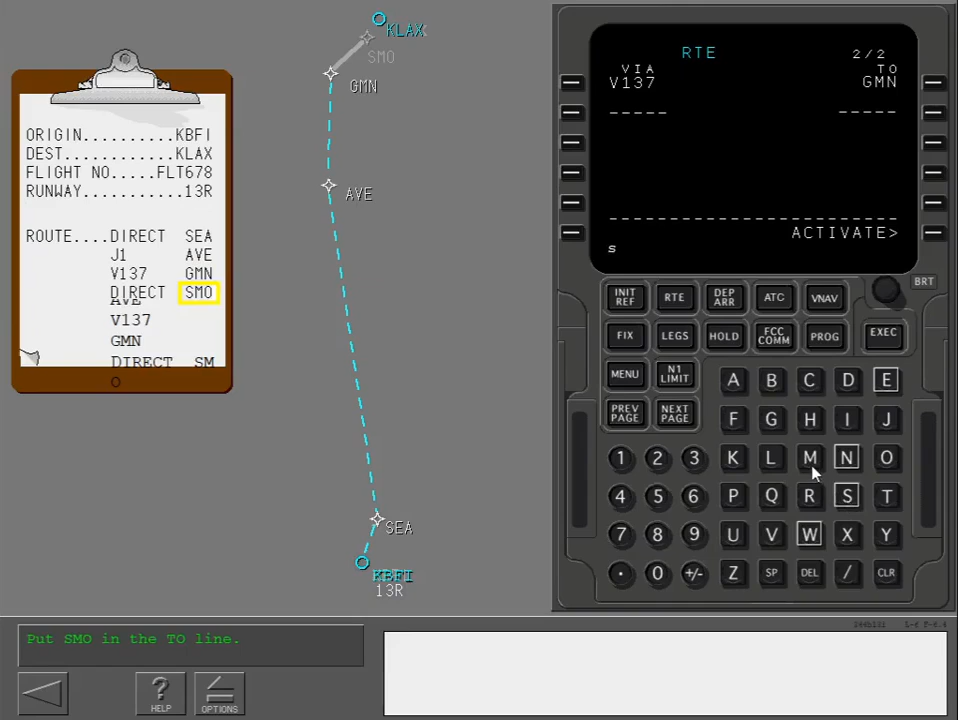 ORIGIN..........KBFI
DEST............KLAX
FLIGHT NO.....FLT678
RUNWAY...........13R
ROUTE....DIRECT SEA
J1 AVE
V137 GMN
DIRECT SMO
AVE
V137
GMN
DIRECT SM
O
KLAX
SMO
GMN
AVE
SEA
KBFI
13R
RTE 2/2
VIA TO
V137 GMN
----- -----
ACTIVATE>
s
BRT
INIT REF
RTE
DEP ARR
ATC
VNAV
FIX
LEGS
HOLD
FCC COMM
PROG
EXEC
MENU
N1 LIMIT
A B C D E
PREV PAGE
NEXT PAGE
F G H I J
1 2 3 K L M N O
4 5 6 P Q R S T
7 8 9 U V W X Y
. 0 +/- Z SP DEL / CLR
Put SMO in the TO line.
?
HELP
OPTIONS